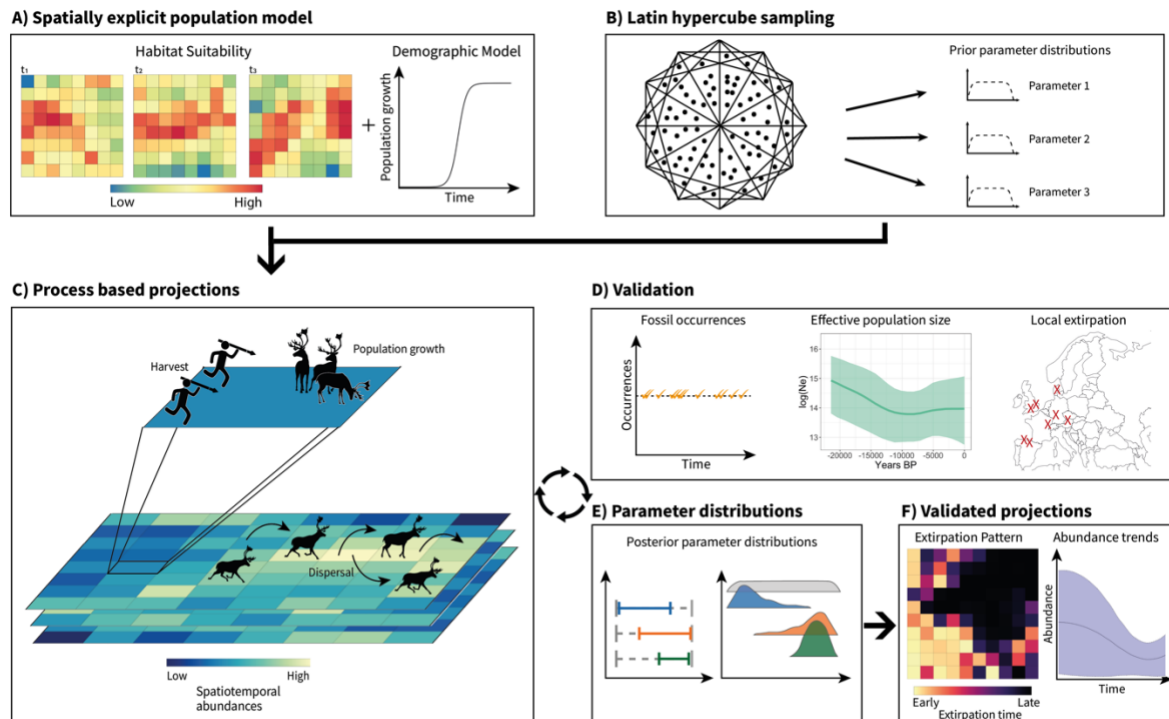 A) Spatially explicit population model
Habitat Suitability
t₁
t₂
t₃
Low
High
+
Demographic Model
Population growth
Time
B) Latin hypercube sampling
Prior parameter distributions
Parameter 1
Parameter 2
Parameter 3
C) Process based projections
Harvest
Population growth
Dispersal
Low
High
Spatiotemporal
abundances
D) Validation
Fossil occurrences
Occurrences
Time
Effective population size
log(Ne)
16
15
14
13
-20000
-15000
-10000
-5000
0
Years BP
Local extirpation
X X X X X X X X X
E) Parameter distributions
Posterior parameter distributions
F) Validated projections
Extirpation Pattern
Early
Late
Extirpation time
Abundance trends
Abundance
Time